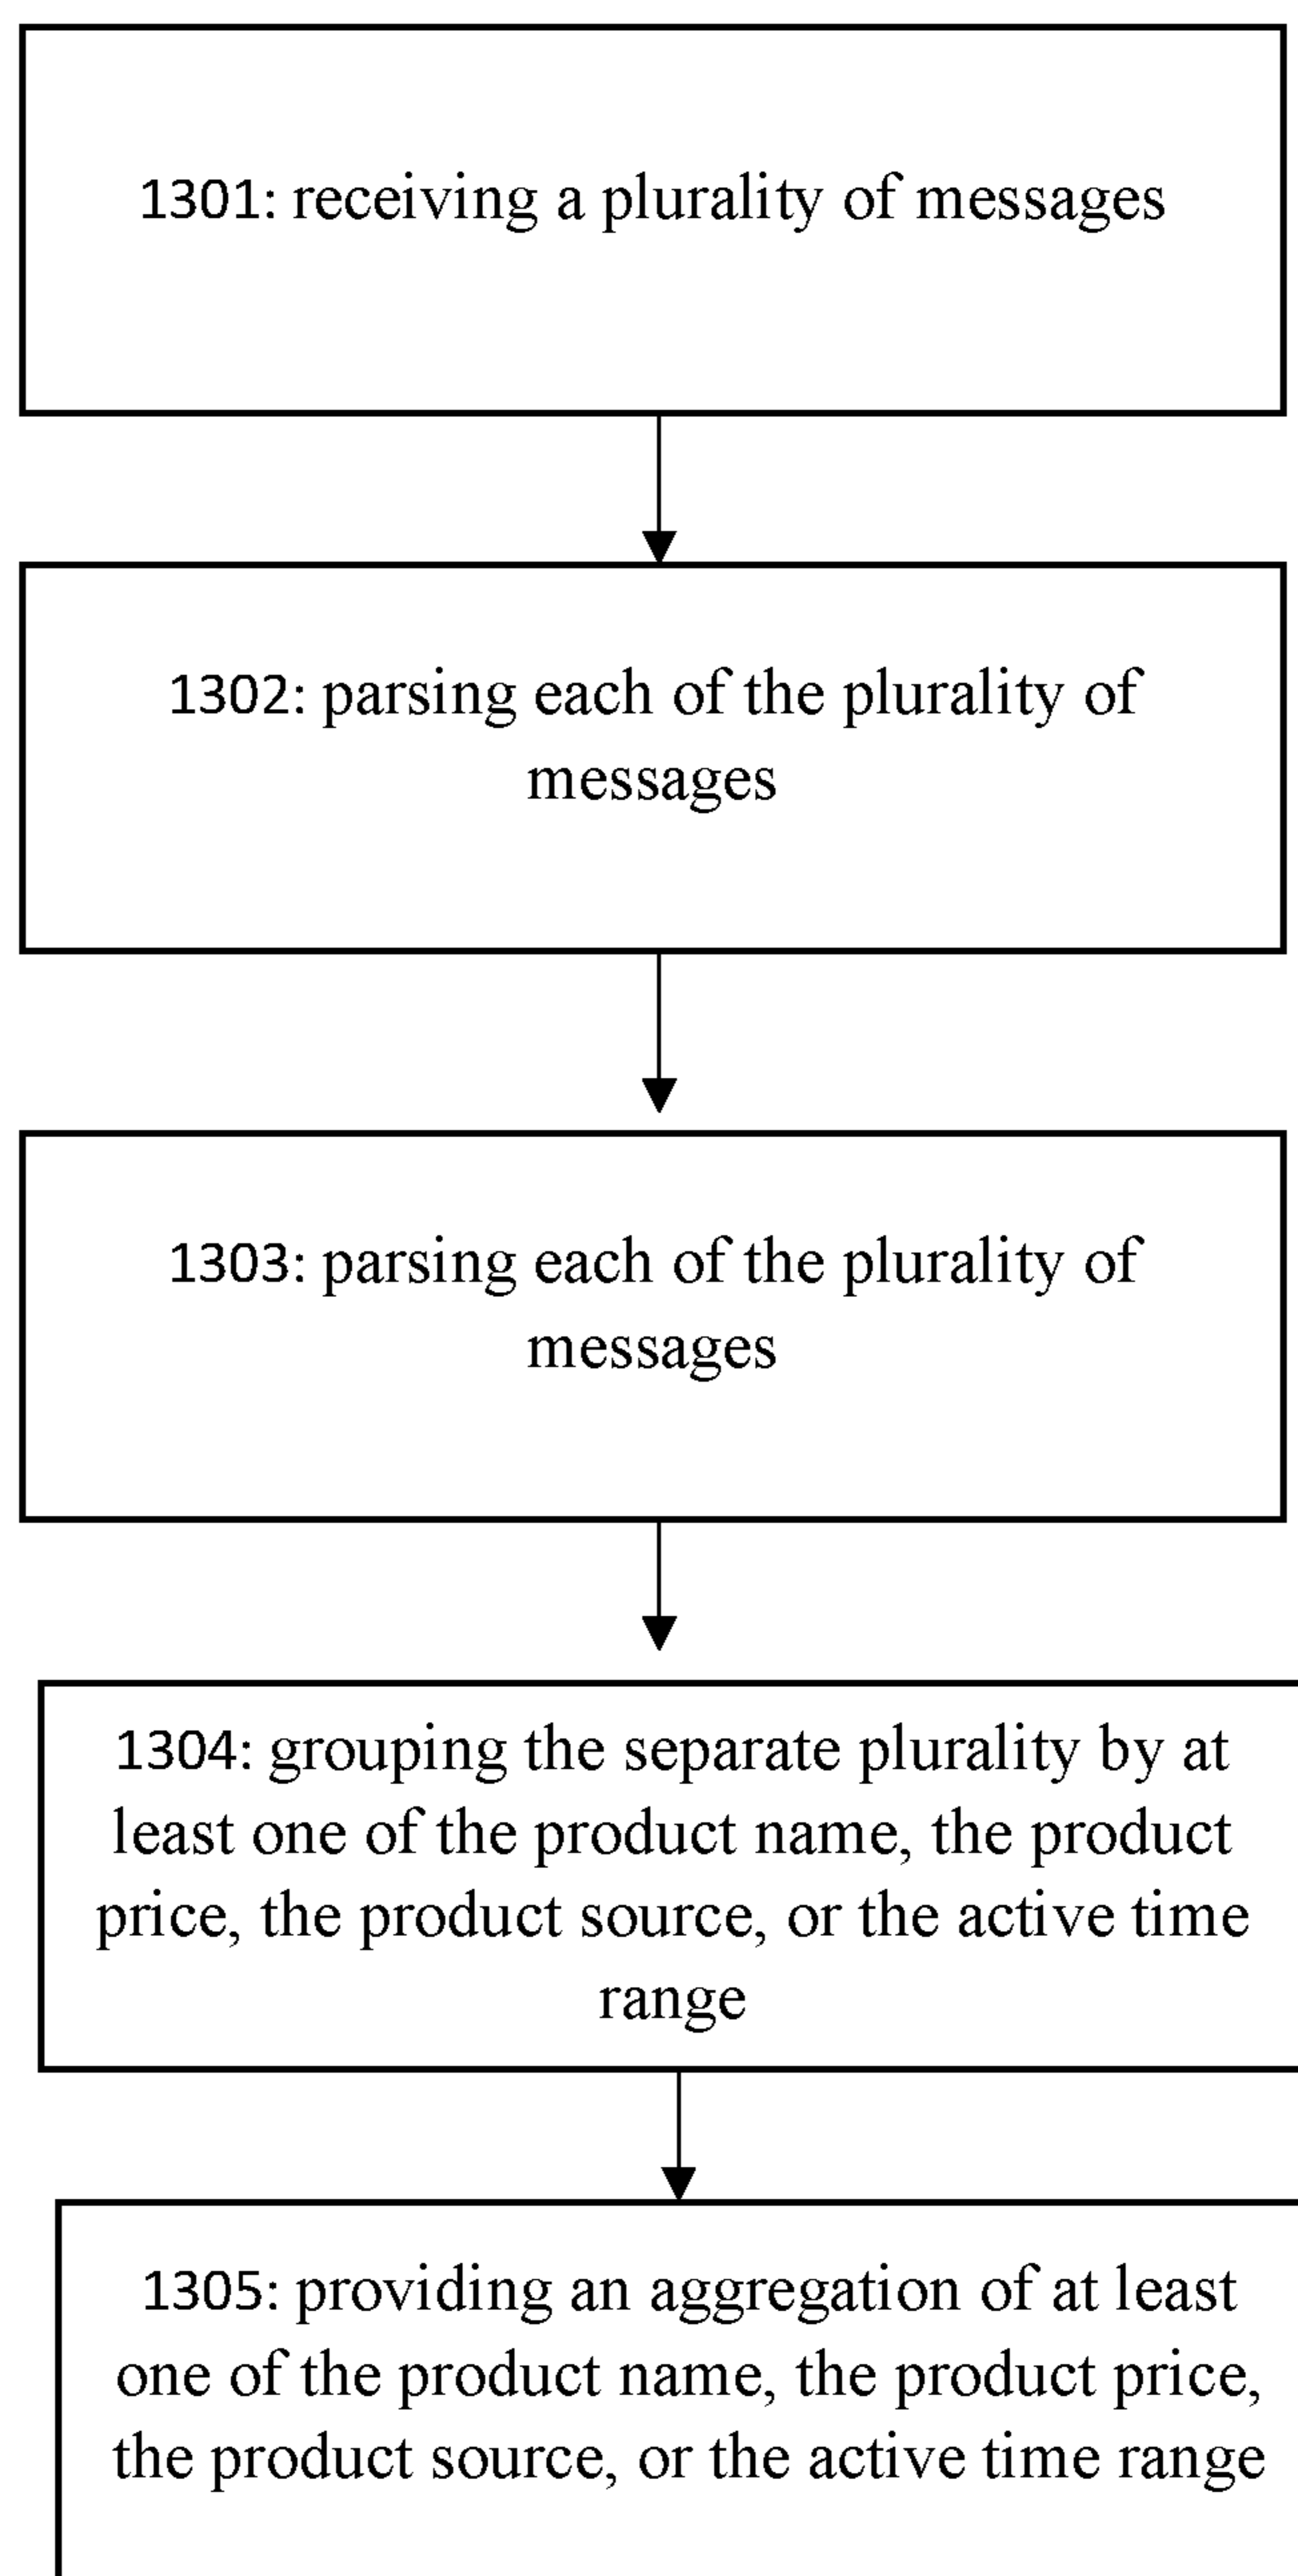 1301: receiving a plurality of messages
1302: parsing each of the plurality of
messages
1303: parsing each of the plurality of
messages
1304: grouping the separate plurality by at
least one of the product name, the product
price, the product source, or the active time
range
1305: providing an aggregation of at least
one of the product name, the product price,
the product source, or the active time range